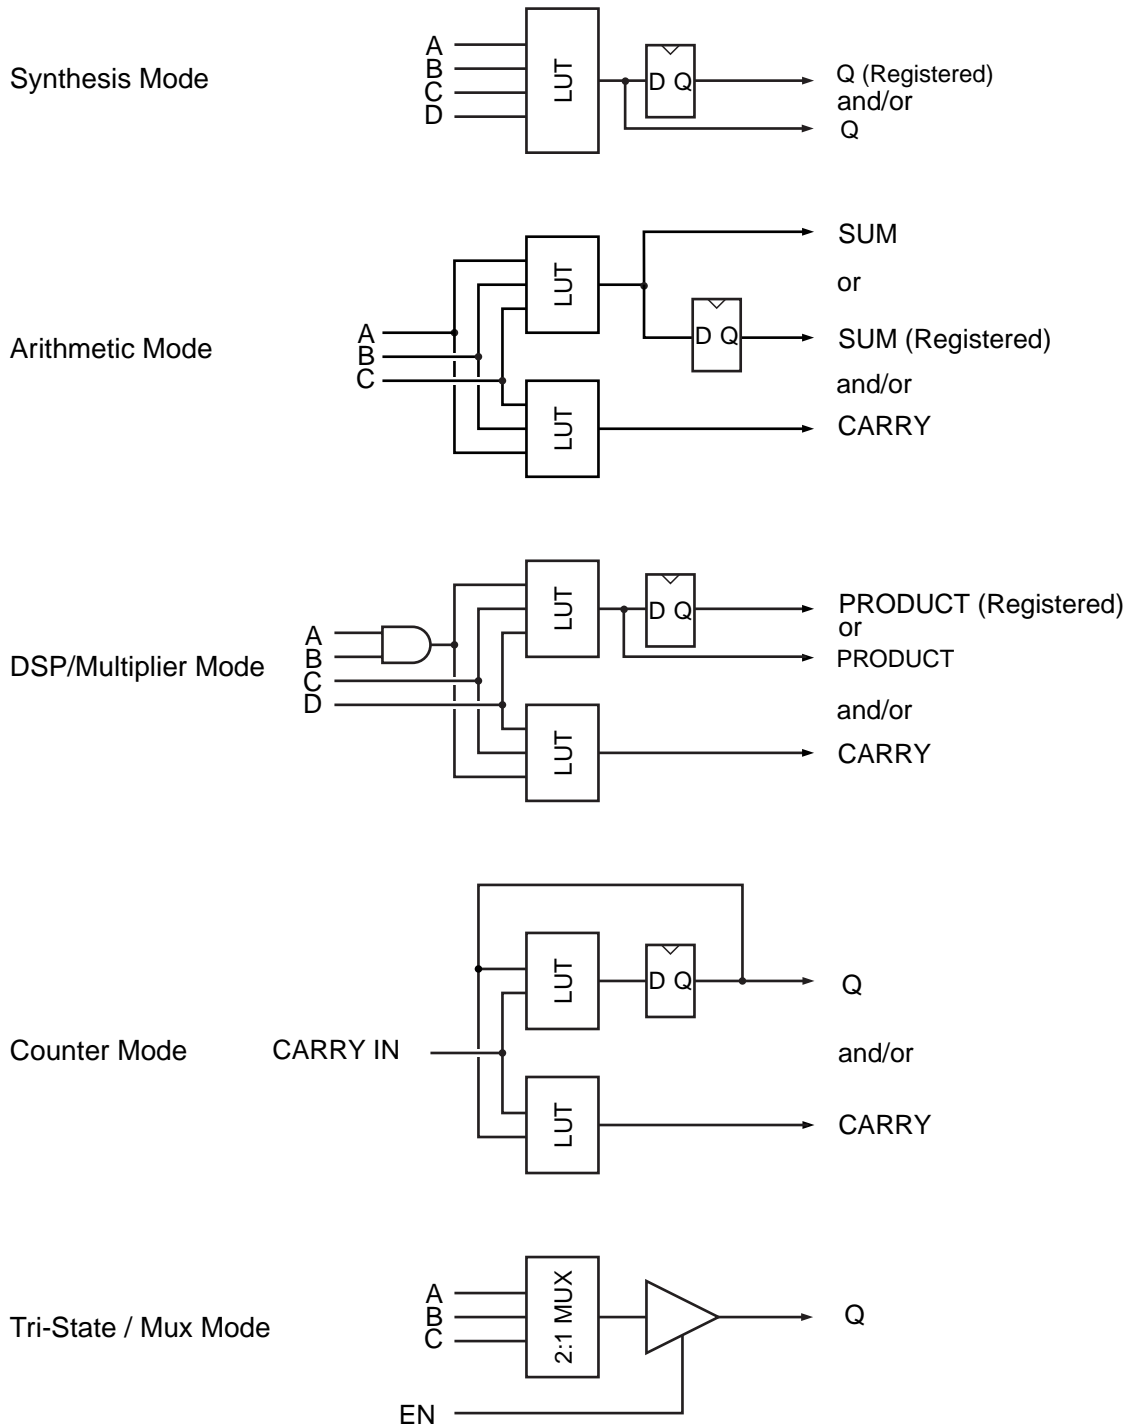 Synthesis Mode
A
B
C
D
LUT
D Q
Q (Registered)
and/or
Q
Arithmetic Mode
A
B
C
LUT
LUT
D Q
SUM
or
SUM (Registered)
and/or
CARRY
DSP/Multiplier Mode
A
B
C
D
LUT
LUT
D Q
PRODUCT (Registered)
or
PRODUCT
and/or
CARRY
Counter Mode
CARRY IN
LUT
LUT
D Q
Q
and/or
CARRY
Tri-State / Mux Mode
A
B
C
2:1 MUX
Q
EN